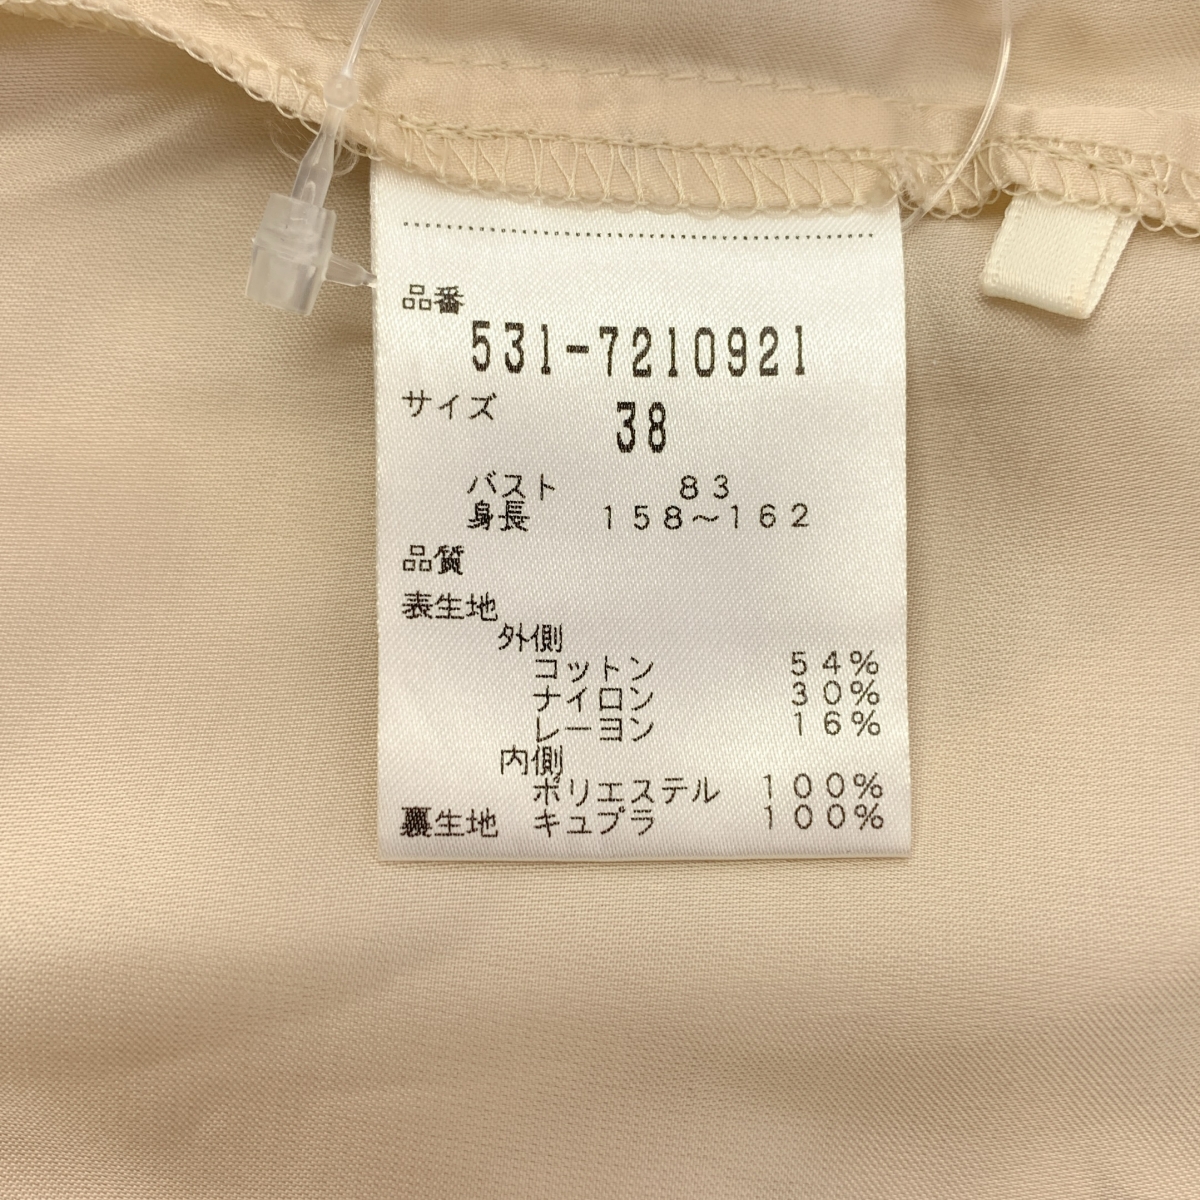 品番
531-7210921
サイズ 38
バスト 83
身長 158～162
品質
表生地
外側
コットン 54%
ナイロン 30%
レーヨン 16%
内側
ポリエステル 100%
裏生地 キュプラ 100%